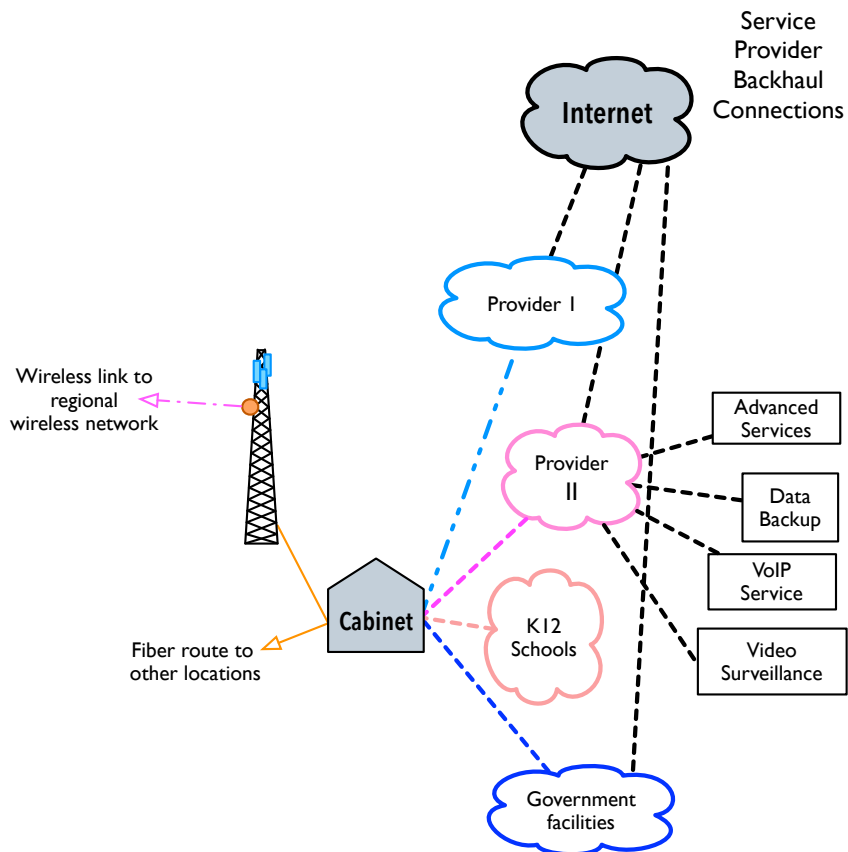 Service
Provider
Backhaul
Connections
Internet
Provider I
Wireless link to
regional
wireless network
Advanced
Services
Provider
II
Data
Backup
VoIP
Service
Cabinet
K12
Schools
Fiber route to
other locations
Video
Surveillance
Government
facilities